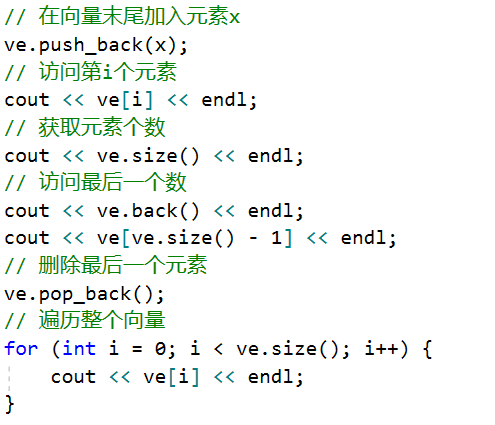 // 在向量末尾加入元素x
ve.push_back(x);
// 访问第i个元素
cout << ve[i] << endl;
// 获取元素个数
cout << ve.size() << endl;
// 访问最后一个数
cout << ve.back() << endl;
cout << ve[ve.size() - 1] << endl;
// 删除最后一个元素
ve.pop_back();
// 遍历整个向量
for (int i = 0; i < ve.size(); i++) {
    cout << ve[i] << endl;
}